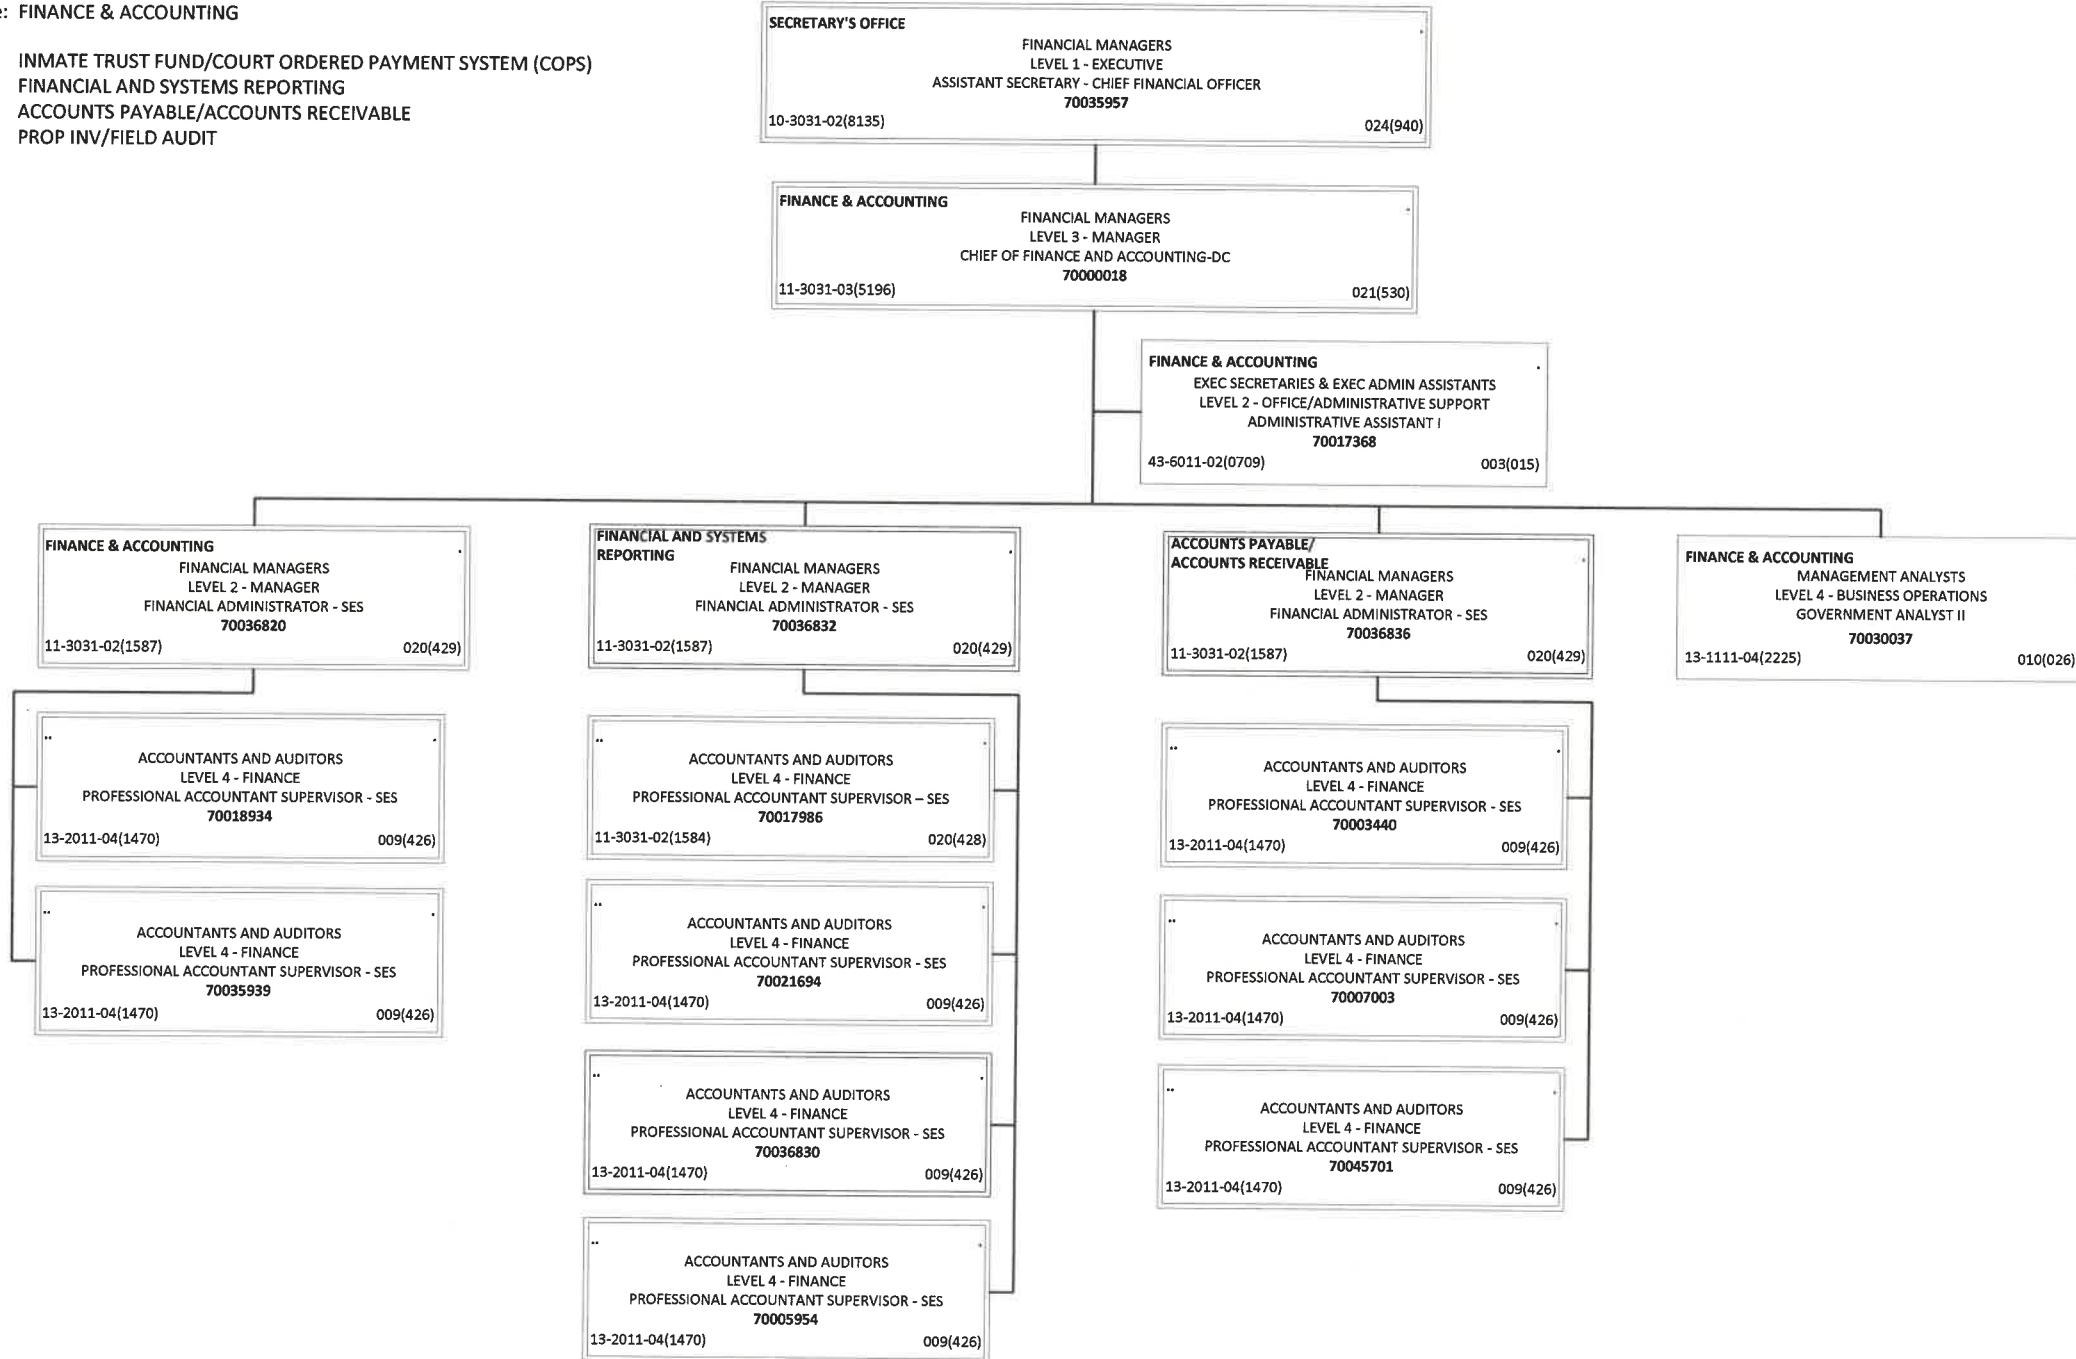 e: FINANCE & ACCOUNTING
INMATE TRUST FUND/COURT ORDERED PAYMENT SYSTEM (COPS)
FINANCIAL AND SYSTEMS REPORTING
ACCOUNTS PAYABLE/ACCOUNTS RECEIVABLE
PROP INV/FIELD AUDIT
SECRETARY'S OFFICE
FINANCIAL MANAGERS
LEVEL 1 - EXECUTIVE
ASSISTANT SECRETARY - CHIEF FINANCIAL OFFICER
70035957
10-3031-02(8135) 024(940)
FINANCE & ACCOUNTING
FINANCIAL MANAGERS
LEVEL 3 - MANAGER
CHIEF OF FINANCE AND ACCOUNTING-DC
70000018
11-3031-03(5196) 021(530)
FINANCE & ACCOUNTING
EXEC SECRETARIES & EXEC ADMIN ASSISTANTS
LEVEL 2 - OFFICE/ADMINISTRATIVE SUPPORT
ADMINISTRATIVE ASSISTANT I
70017368
43-6011-02(0709) 003(015)
FINANCE & ACCOUNTING
FINANCIAL MANAGERS
LEVEL 2 - MANAGER
FINANCIAL ADMINISTRATOR - SES
70036820
11-3031-02(1587) 020(429)
FINANCIAL AND SYSTEMS
REPORTING
FINANCIAL MANAGERS
LEVEL 2 - MANAGER
FINANCIAL ADMINISTRATOR - SES
70036832
11-3031-02(1587) 020(429)
ACCOUNTS PAYABLE/
ACCOUNTS RECEIVABLE
FINANCIAL MANAGERS
LEVEL 2 - MANAGER
FINANCIAL ADMINISTRATOR - SES
70036836
11-3031-02(1587) 020(429)
FINANCE & ACCOUNTING
MANAGEMENT ANALYSTS
LEVEL 4 - BUSINESS OPERATIONS
GOVERNMENT ANALYST II
70030037
13-1111-04(2225) 010(026)
ACCOUNTANTS AND AUDITORS
LEVEL 4 - FINANCE
PROFESSIONAL ACCOUNTANT SUPERVISOR - SES
70018934
13-2011-04(1470) 009(426)
ACCOUNTANTS AND AUDITORS
LEVEL 4 - FINANCE
PROFESSIONAL ACCOUNTANT SUPERVISOR - SES
70035939
13-2011-04(1470) 009(426)
ACCOUNTANTS AND AUDITORS
LEVEL 4 - FINANCE
PROFESSIONAL ACCOUNTANT SUPERVISOR – SES
70017986
11-3031-02(1584) 020(428)
ACCOUNTANTS AND AUDITORS
LEVEL 4 - FINANCE
PROFESSIONAL ACCOUNTANT SUPERVISOR - SES
70021694
13-2011-04(1470) 009(426)
ACCOUNTANTS AND AUDITORS
LEVEL 4 - FINANCE
PROFESSIONAL ACCOUNTANT SUPERVISOR - SES
70036830
13-2011-04(1470) 009(426)
ACCOUNTANTS AND AUDITORS
LEVEL 4 - FINANCE
PROFESSIONAL ACCOUNTANT SUPERVISOR - SES
70005954
13-2011-04(1470) 009(426)
ACCOUNTANTS AND AUDITORS
LEVEL 4 - FINANCE
PROFESSIONAL ACCOUNTANT SUPERVISOR - SES
70003440
13-2011-04(1470) 009(426)
ACCOUNTANTS AND AUDITORS
LEVEL 4 - FINANCE
PROFESSIONAL ACCOUNTANT SUPERVISOR - SES
70007003
13-2011-04(1470) 009(426)
ACCOUNTANTS AND AUDITORS
LEVEL 4 - FINANCE
PROFESSIONAL ACCOUNTANT SUPERVISOR - SES
70045701
13-2011-04(1470) 009(426)